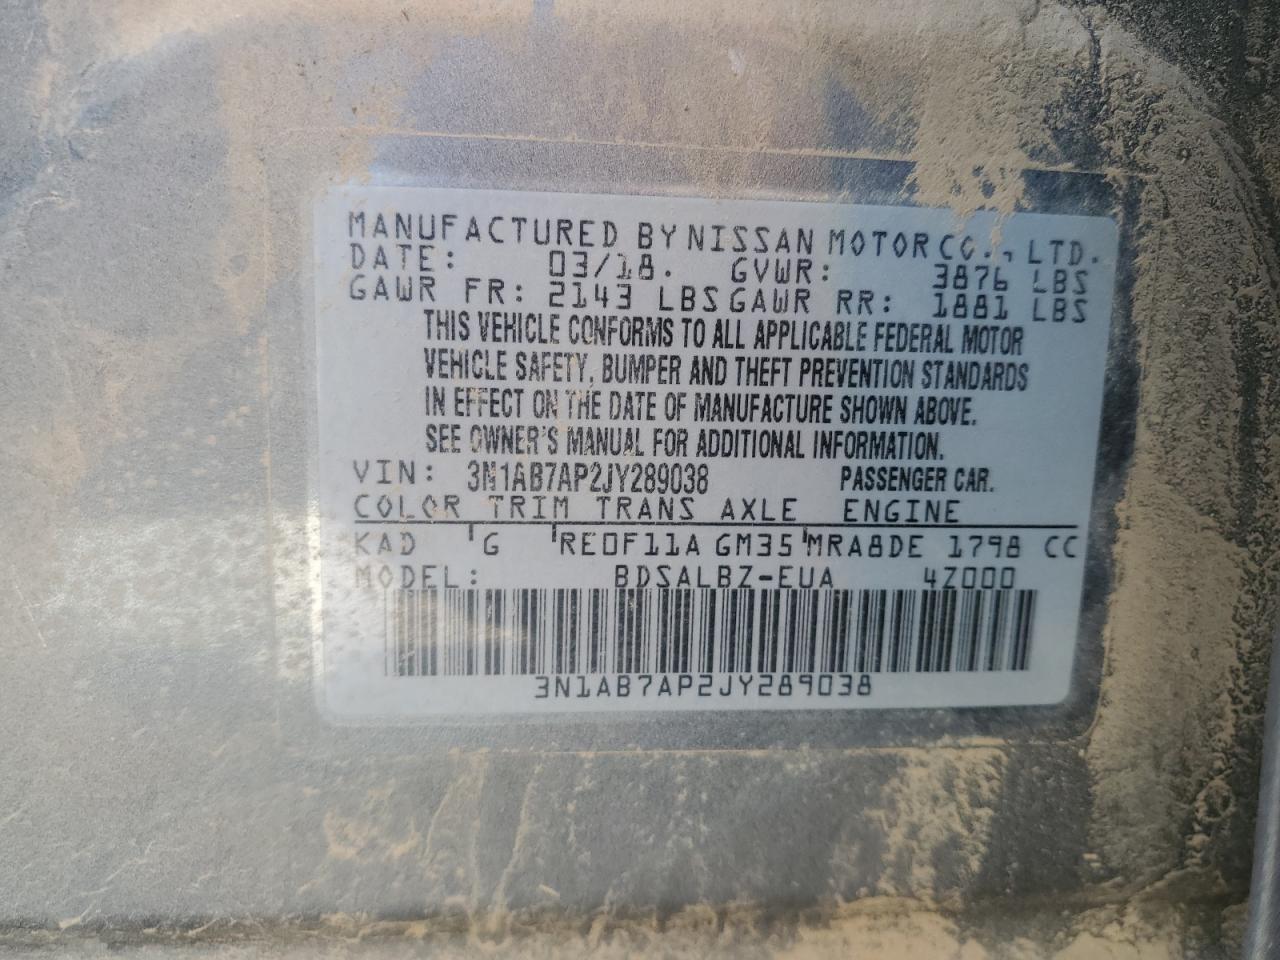 MANUFACTURED BY NISSAN MOTOR CO., LTD.
DATE: 03/18. GVWR: 3876 LBS
GAWR FR: 2143 LBS GAWR RR: 1881 LBS
THIS VEHICLE CONFORMS TO ALL APPLICABLE FEDERAL MOTOR
VEHICLE SAFETY, BUMPER AND THEFT PREVENTION STANDARDS
IN EFFECT ON THE DATE OF MANUFACTURE SHOWN ABOVE.
SEE OWNER'S MANUAL FOR ADDITIONAL INFORMATION.
VIN: 3N1AB7AP2JY289038 PASSENGER CAR.
COLOR TRIM TRANS AXLE ENGINE
KAD G RE0F11A GM35 MRA8DE 1798 CC
MODEL: BDSALBZ-EUA 4Z000
3N1AB7AP2JY289038